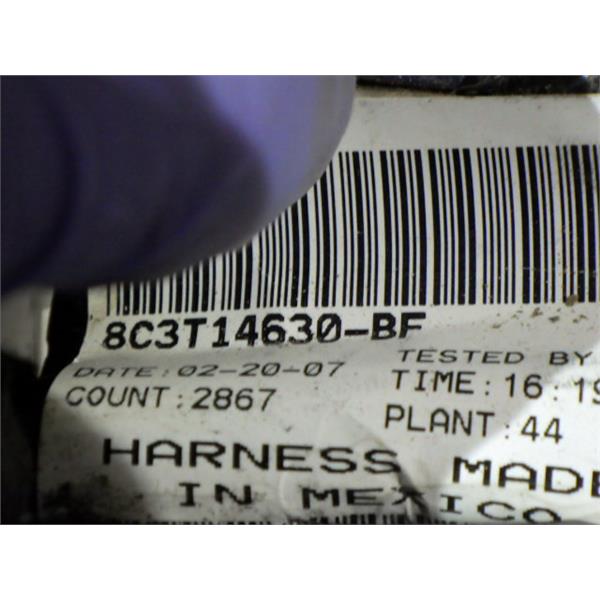 8C3T14630-BF
DATE:02-20-07 TESTED BY
COUNT:2867 TIME:16:19
PLANT:44
HARNESS MADE
IN MEXICO